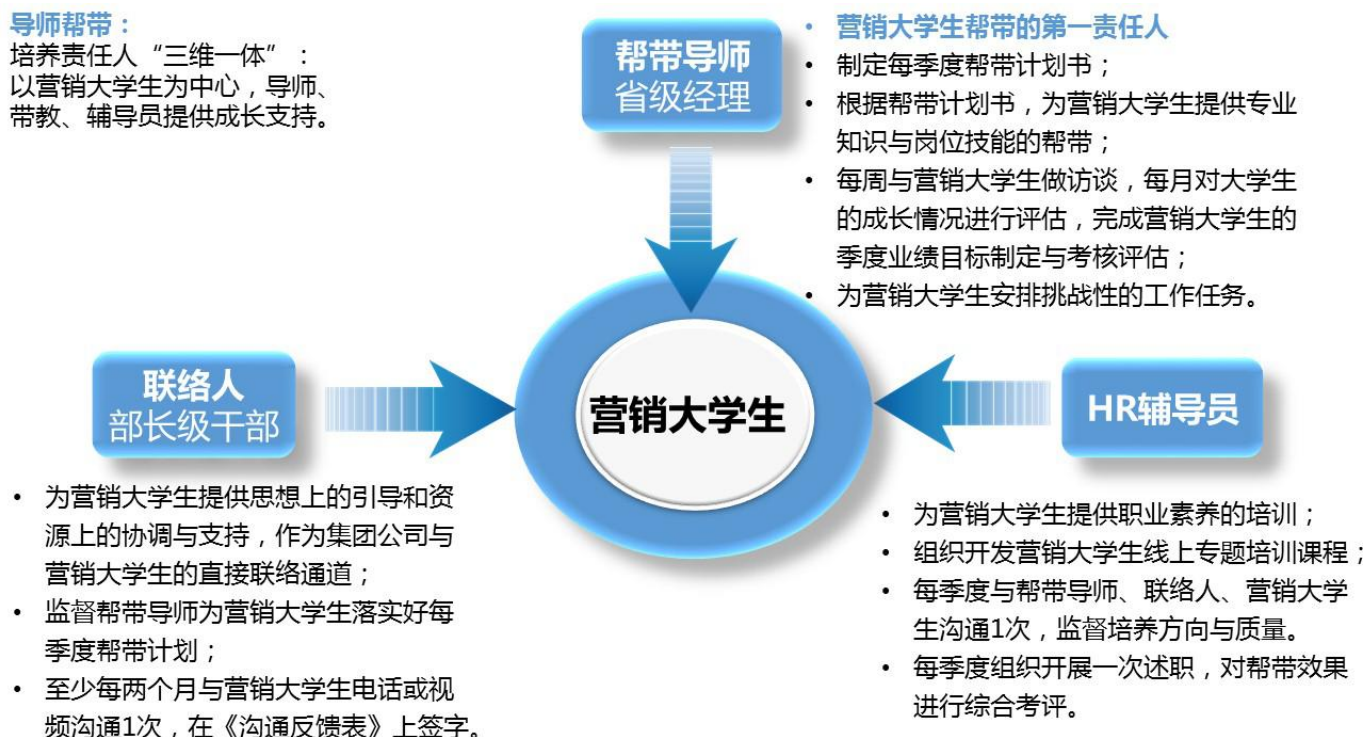 导师帮带：
培养责任人“三维一体”：
以营销大学生为中心，导师、
带教、辅导员提供成长支持。
帮带导师
省级经理
• 营销大学生帮带的第一责任人
• 制定每季度帮带计划书；
• 根据帮带计划书，为营销大学生提供专业
知识与岗位技能的帮带；
• 每周与营销大学生做访谈，每月对大学生
的成长情况进行评估，完成营销大学生的
季度业绩目标制定与考核评估；
• 为营销大学生安排挑战性的工作任务。
联络人
部长级干部
营销大学生
HR辅导员
• 为营销大学生提供思想上的引导和资
源上的协调与支持，作为集团公司与
营销大学生的直接联络通道；
• 监督帮带导师为营销大学生落实好每
季度帮带计划；
• 至少每两个月与营销大学生电话或视
频沟通1次，在《沟通反馈表》上签字。
• 为营销大学生提供职业素养的培训；
• 组织开发营销大学生线上专题培训课程；
• 每季度与帮带导师、联络人、营销大学
生沟通1次，监督培养方向与质量。
• 每季度组织开展一次述职，对帮带效果
进行综合考评。